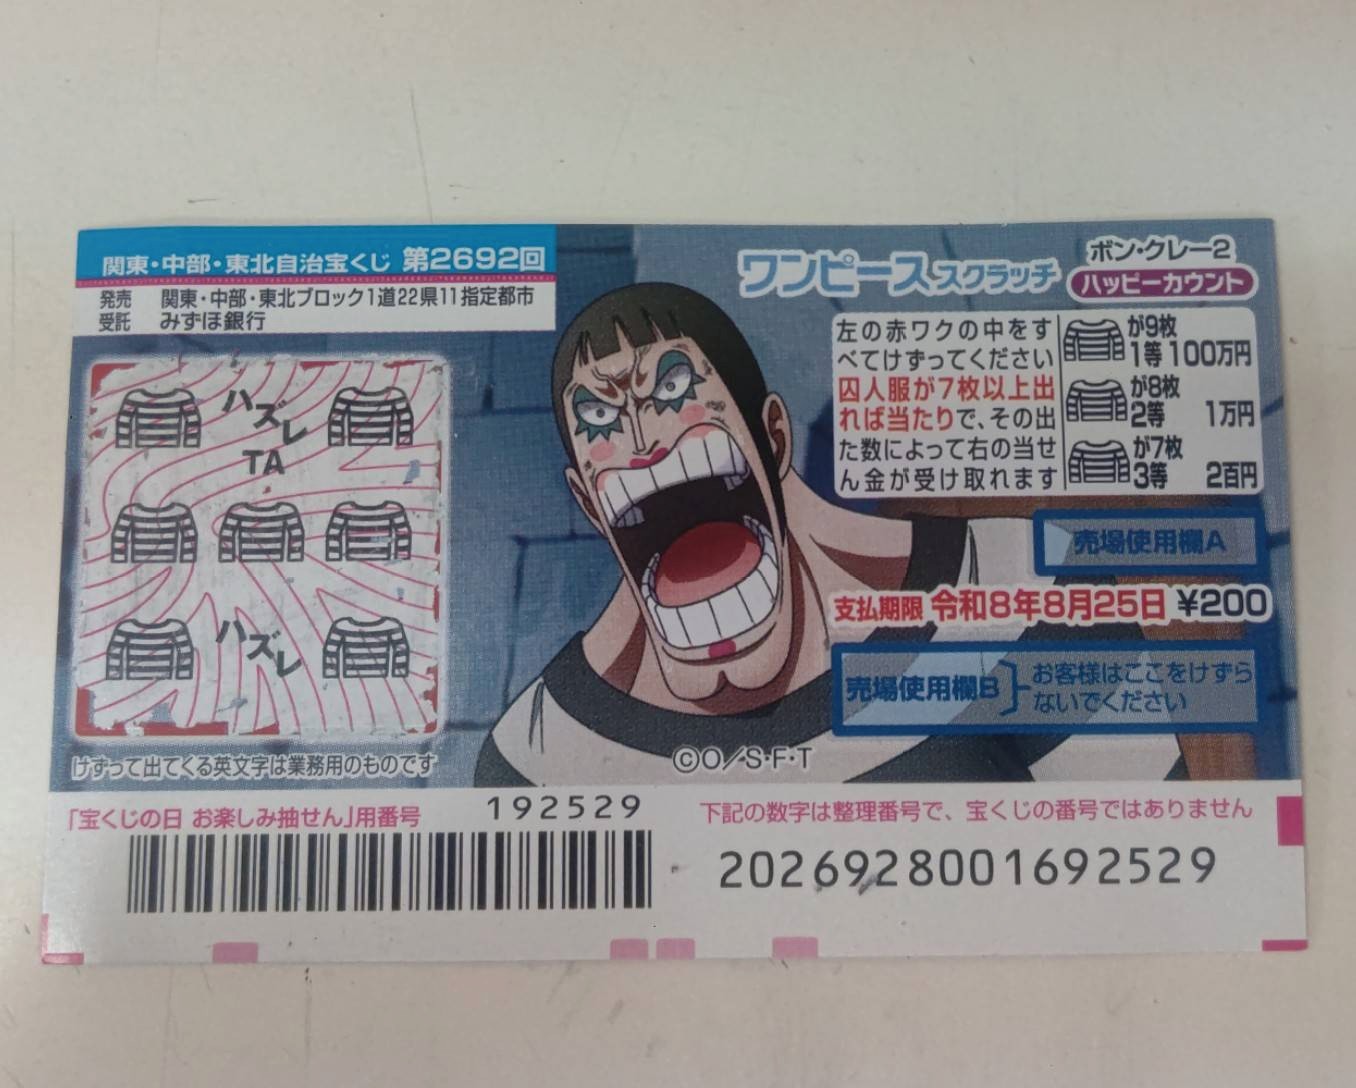 関東・中部・東北自治宝くじ 第2692回
発売 関東・中部・東北ブロック1道22県11指定都市
受託 みずほ銀行
ハズレ
TA
ハズレ
けずって出てくる英文字は業務用のものです
ワンピーススクラッチ
ボン・クレー2
ハッピーカウント
左の赤ワクの中をす
べてけずってください
囚人服が7枚以上出
れば当たりで、その出
た数によって右の当せ
ん金が受け取れます
が9枚
1等 100万円
が8枚
2等 1万円
が7枚
3等 2百円
売場使用欄A
支払期限 令和8年8月25日 ¥200
売場使用欄B
お客様はここをけずら
ないでください
©O/S・F・T
「宝くじの日 お楽しみ抽せん」用番号 192529
下記の数字は整理番号で、宝くじの番号ではありません
2026928001692529